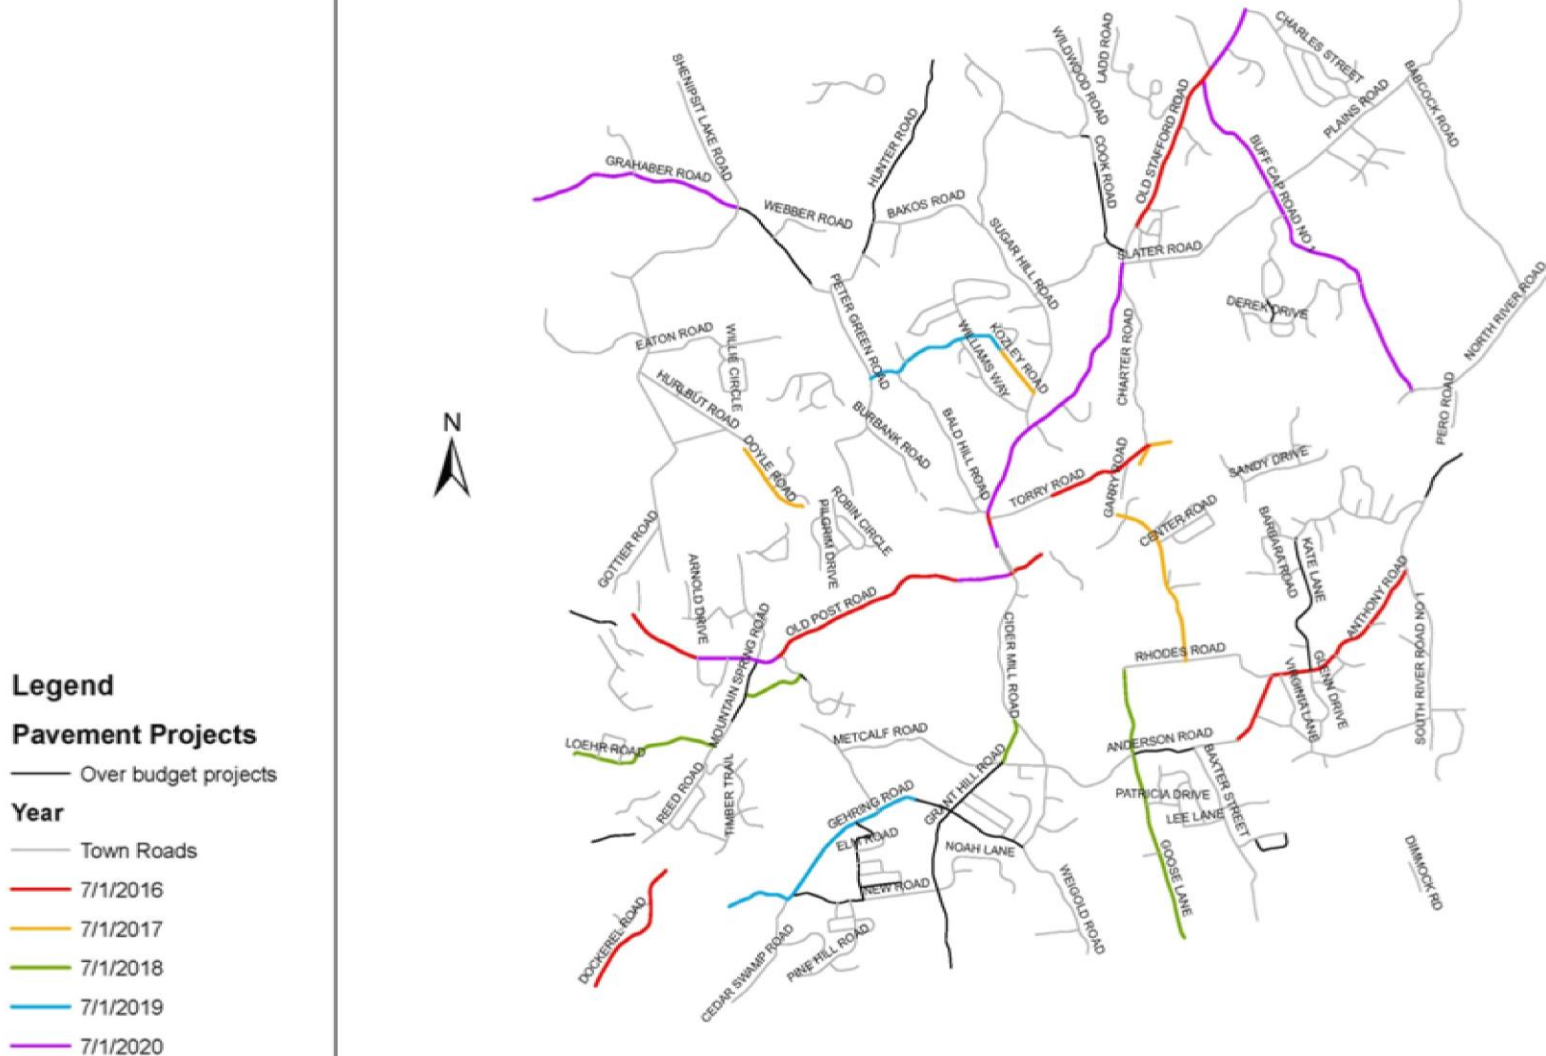 Legend
Pavement Projects
Over budget projects
Year
Town Roads
7/1/2016
7/1/2017
7/1/2018
7/1/2019
7/1/2020
N
CHARLES STREET
LADD ROAD
WILDWOOD ROAD
SHENIPSIT LAKE ROAD
BABCOCK ROAD
PLAINS ROAD
OLD STAFFORD ROAD
HUNTER ROAD
COOK ROAD
BUFF CAP ROAD NO 1
GRAHABER ROAD
WEBBER ROAD
BAKOS ROAD
SUGAR HILL ROAD
SLATER ROAD
NORTH RIVER ROAD
PETER GREEN ROAD
DEREK DRIVE
EATON ROAD
WILLIE CIRCLE
WILLIAMS WAY
KOZLEY ROAD
CHARTER ROAD
HURLBUT ROAD
PERO ROAD
BURBANK ROAD
BALD HILL ROAD
DOYLE ROAD
GARRY ROAD
SANDY DRIVE
TORRY ROAD
ROBIN CIRCLE
PILGRIM DRIVE
CENTER ROAD
GOTTIER ROAD
BARBARA ROAD
KATE LANE
ARNOLD DRIVE
ANTHONY ROAD
OLD POST ROAD
SOUTH RIVER ROAD NO 1
CIDER MILL ROAD
MOUNTAIN SPRING ROAD
RHODES ROAD
VIRGINIA LANE
GLENN DRIVE
LOEHR ROAD
METCALF ROAD
ANDERSON ROAD
BAXTER STREET
REED ROAD
TIMBER TRAIL
GRANT HILL ROAD
GEHRING ROAD
PATRICIA DRIVE
LEE LANE
ELM ROAD
NOAH LANE
GOOSE LANE
DIMMOCK RD
WEIGOLD ROAD
NEW ROAD
DOCKEREL ROAD
PINE HILL ROAD
CEDAR SWAMP ROAD